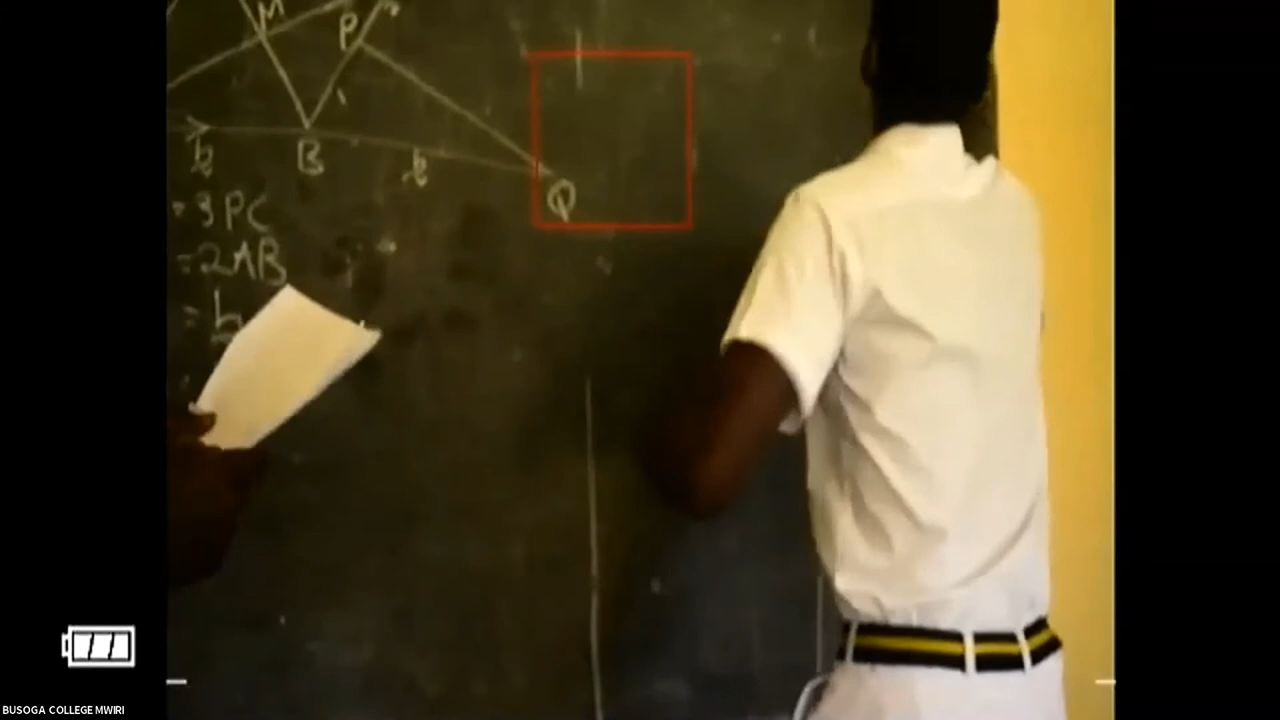 M
P
B
b
b
Q
= 3PC
= 2AB
= b
BUSOGA COLLEGE MWIRI